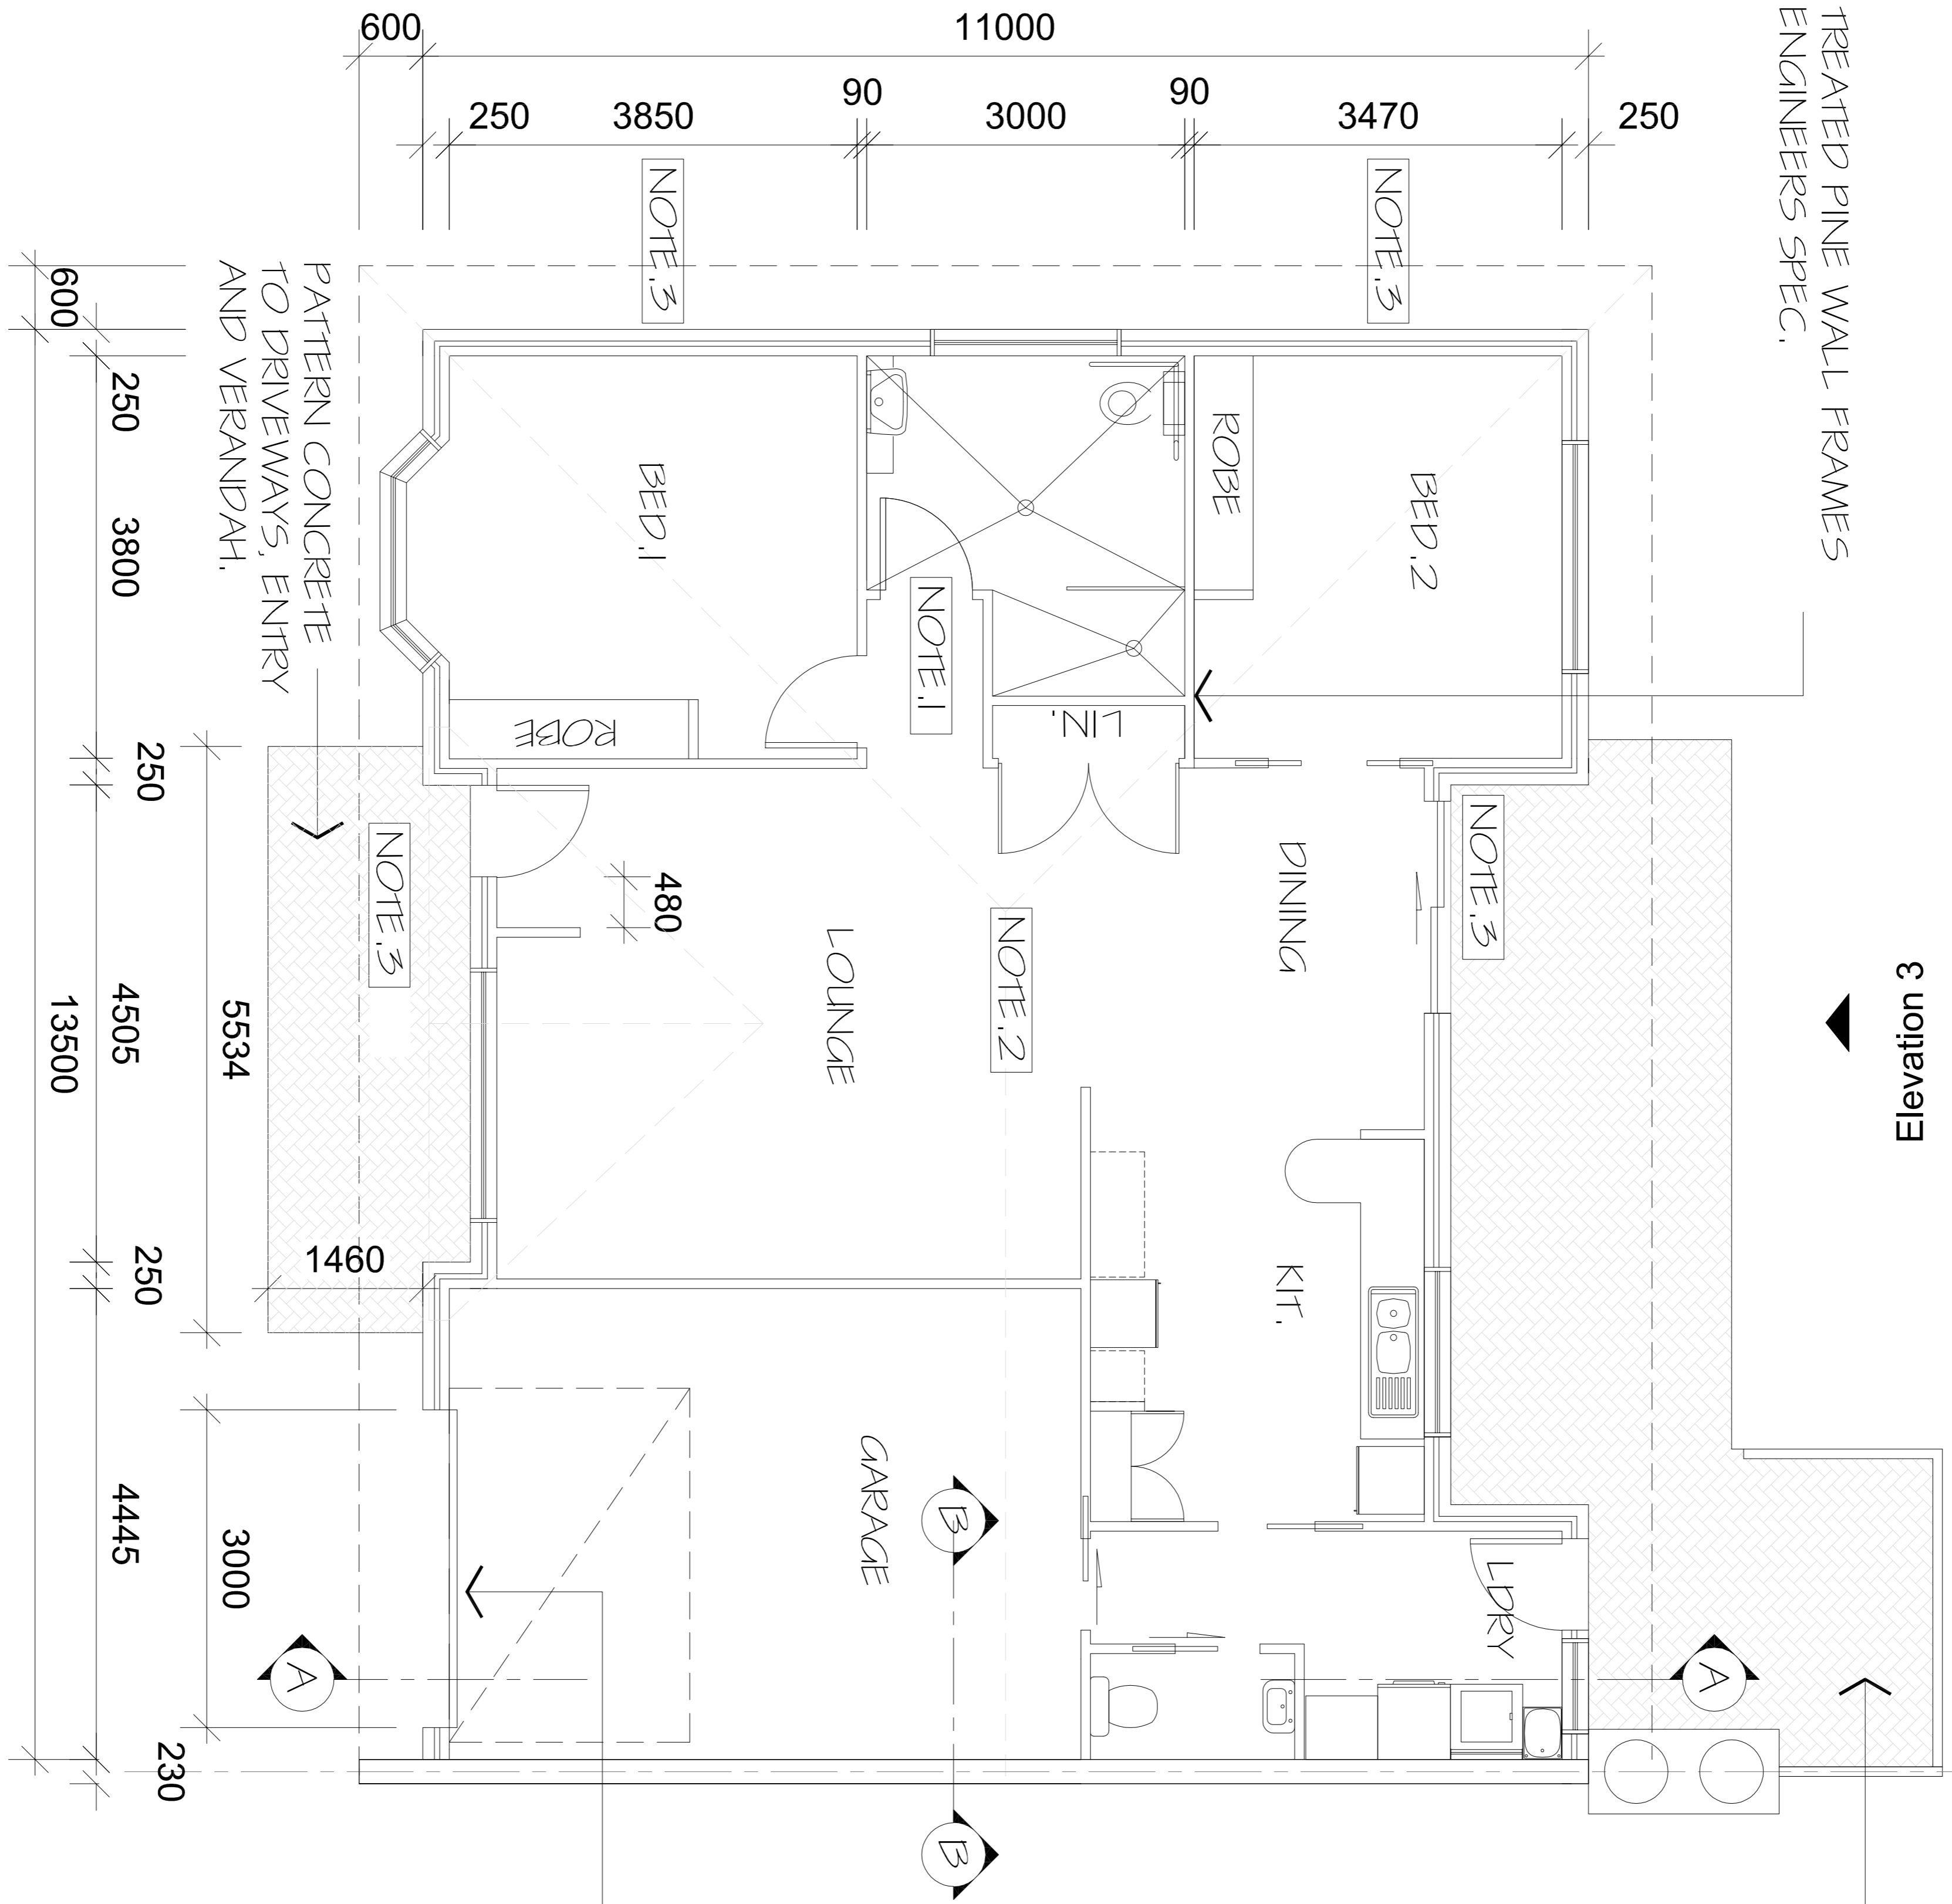 600
11000
250
3850
90
3000
90
3470
250
TREATED PINE WALL FRAMES
ENGINEERS SPEC.
NOTE.3
NOTE.3
PATTERN CONCRETE
TO DRIVEWAYS, ENTRY
AND VERANDAH.
600
250
3800
250
4505
250
4445
230
13500
5534
3000
1460
480
BED.1
ROBE
BED.2
ROBE
NOTE.1
LIN.
NOTE.3
NOTE.3
DINING
LOUNGE
NOTE.2
Elevation 3
KIT.
GARAGE
LDRY
B
B
A
A